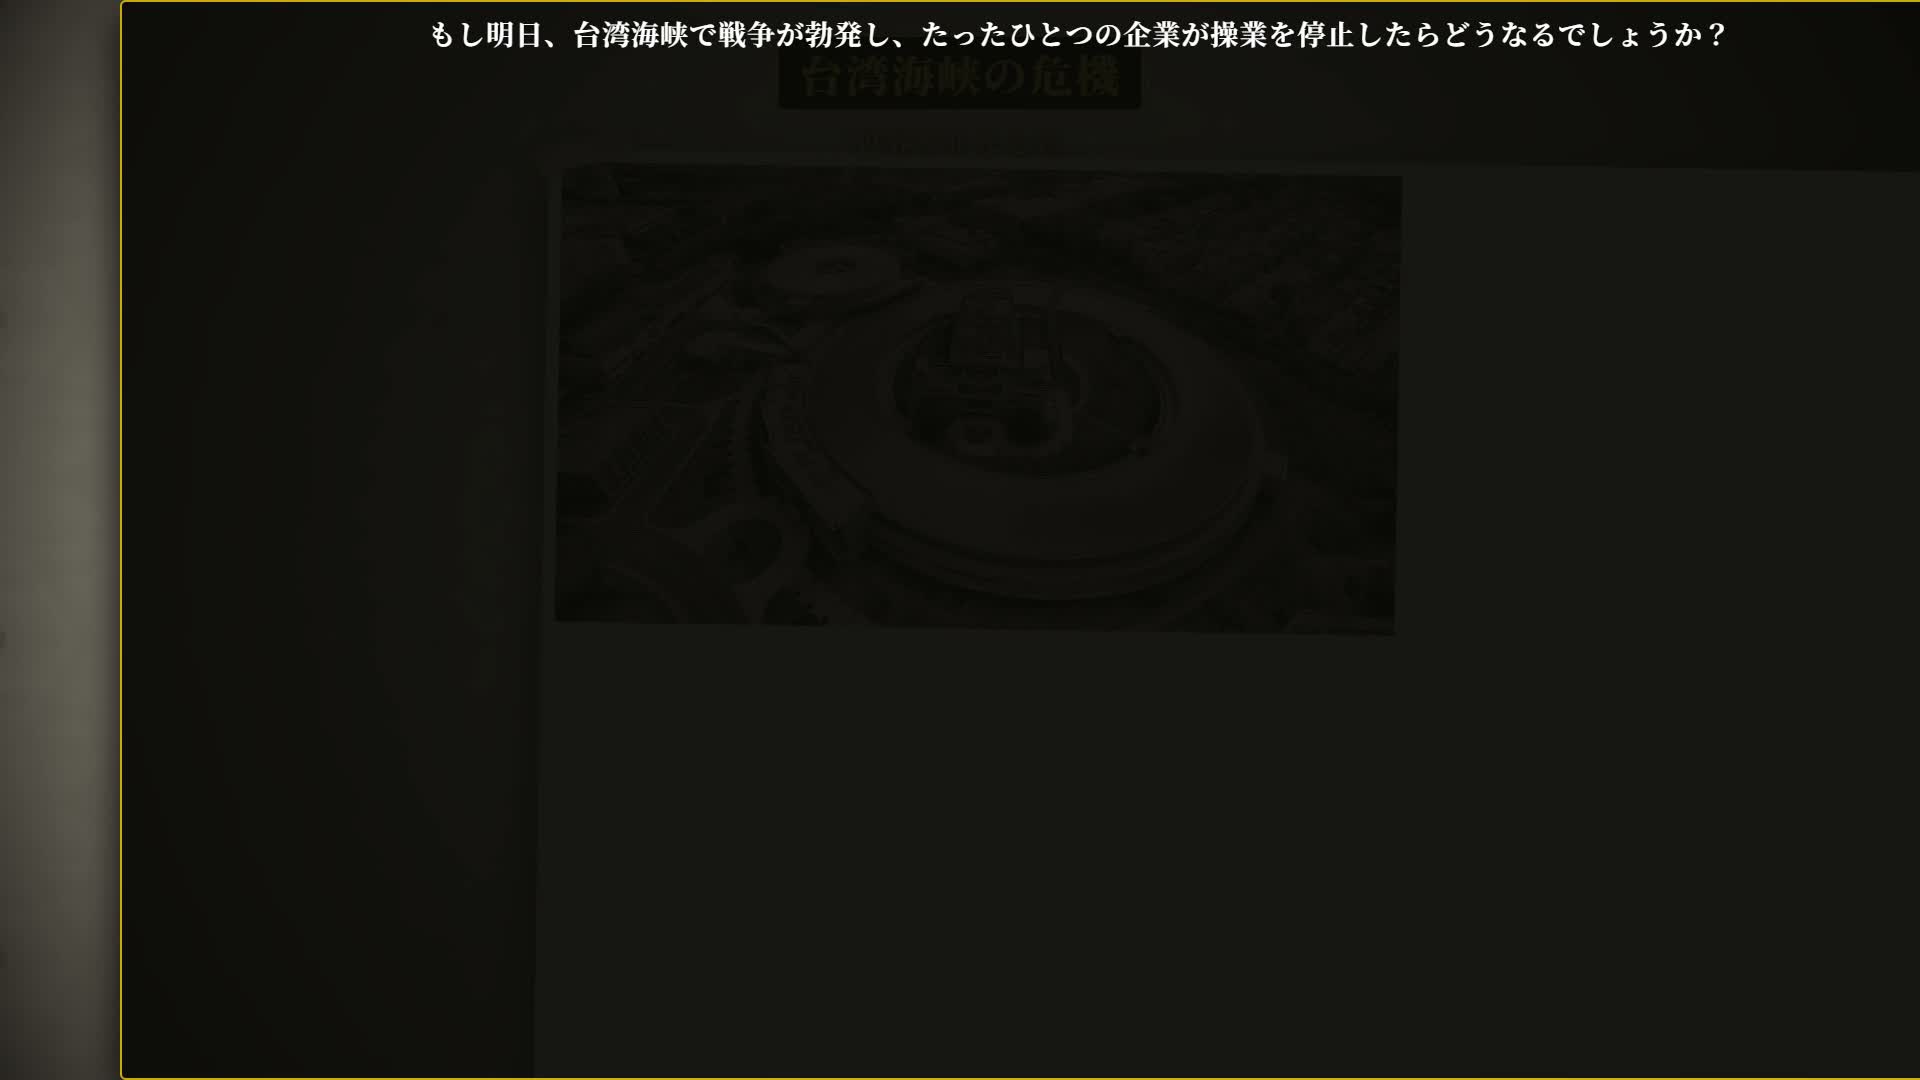 もし明日、台湾海峡で戦争が勃発し、たったひとつの企業が操業を停止したらどうなるでしょうか？
台湾海峡の危機